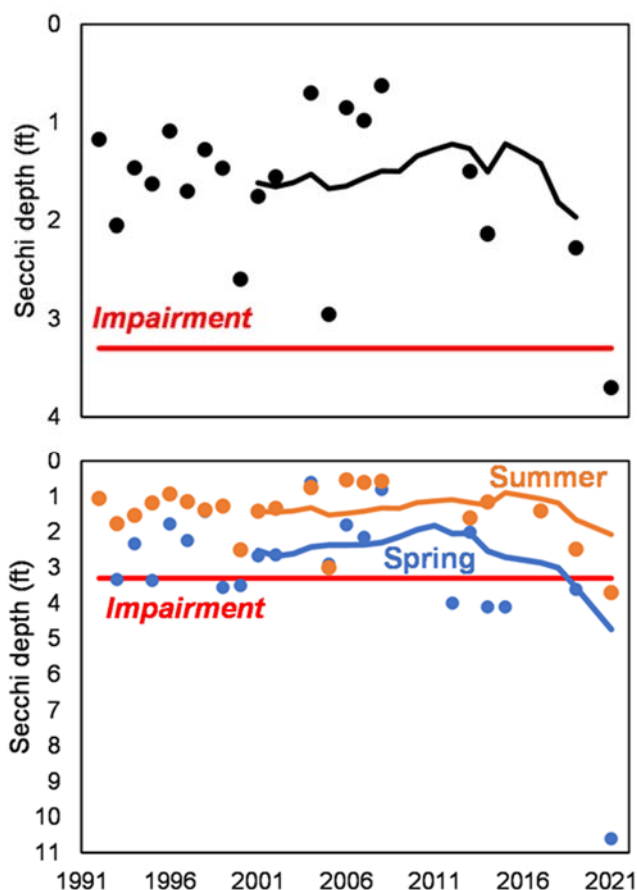 0
1
2
3
4
Secchi depth (ft)
Impairment
0
1
2
3
4
5
6
7
8
9
10
11
Secchi depth (ft)
Summer
Spring
Impairment
1991 1996 2001 2006 2011 2016 2021